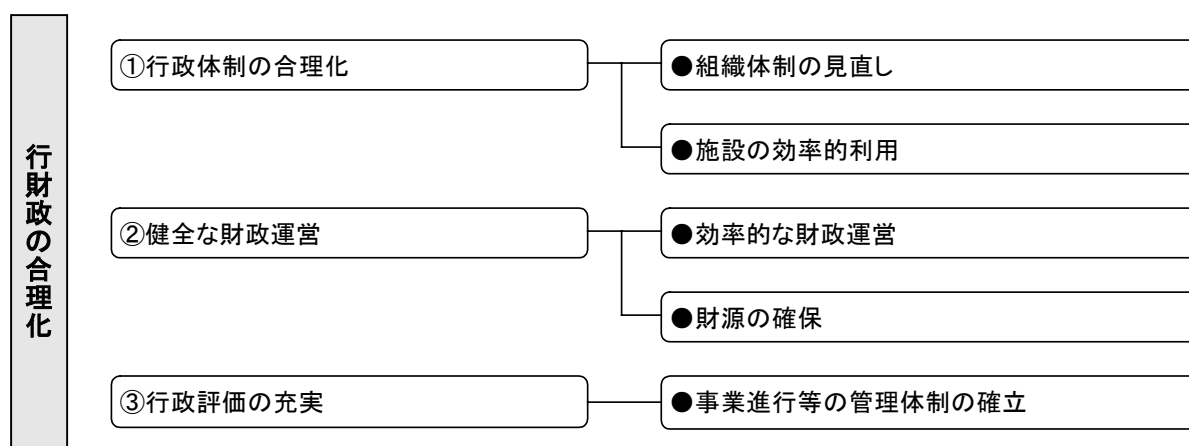 行財政の合理化
①行政体制の合理化
●組織体制の見直し
●施設の効率的利用
②健全な財政運営
●効率的な財政運営
●財源の確保
③行政評価の充実
●事業進行等の管理体制の確立